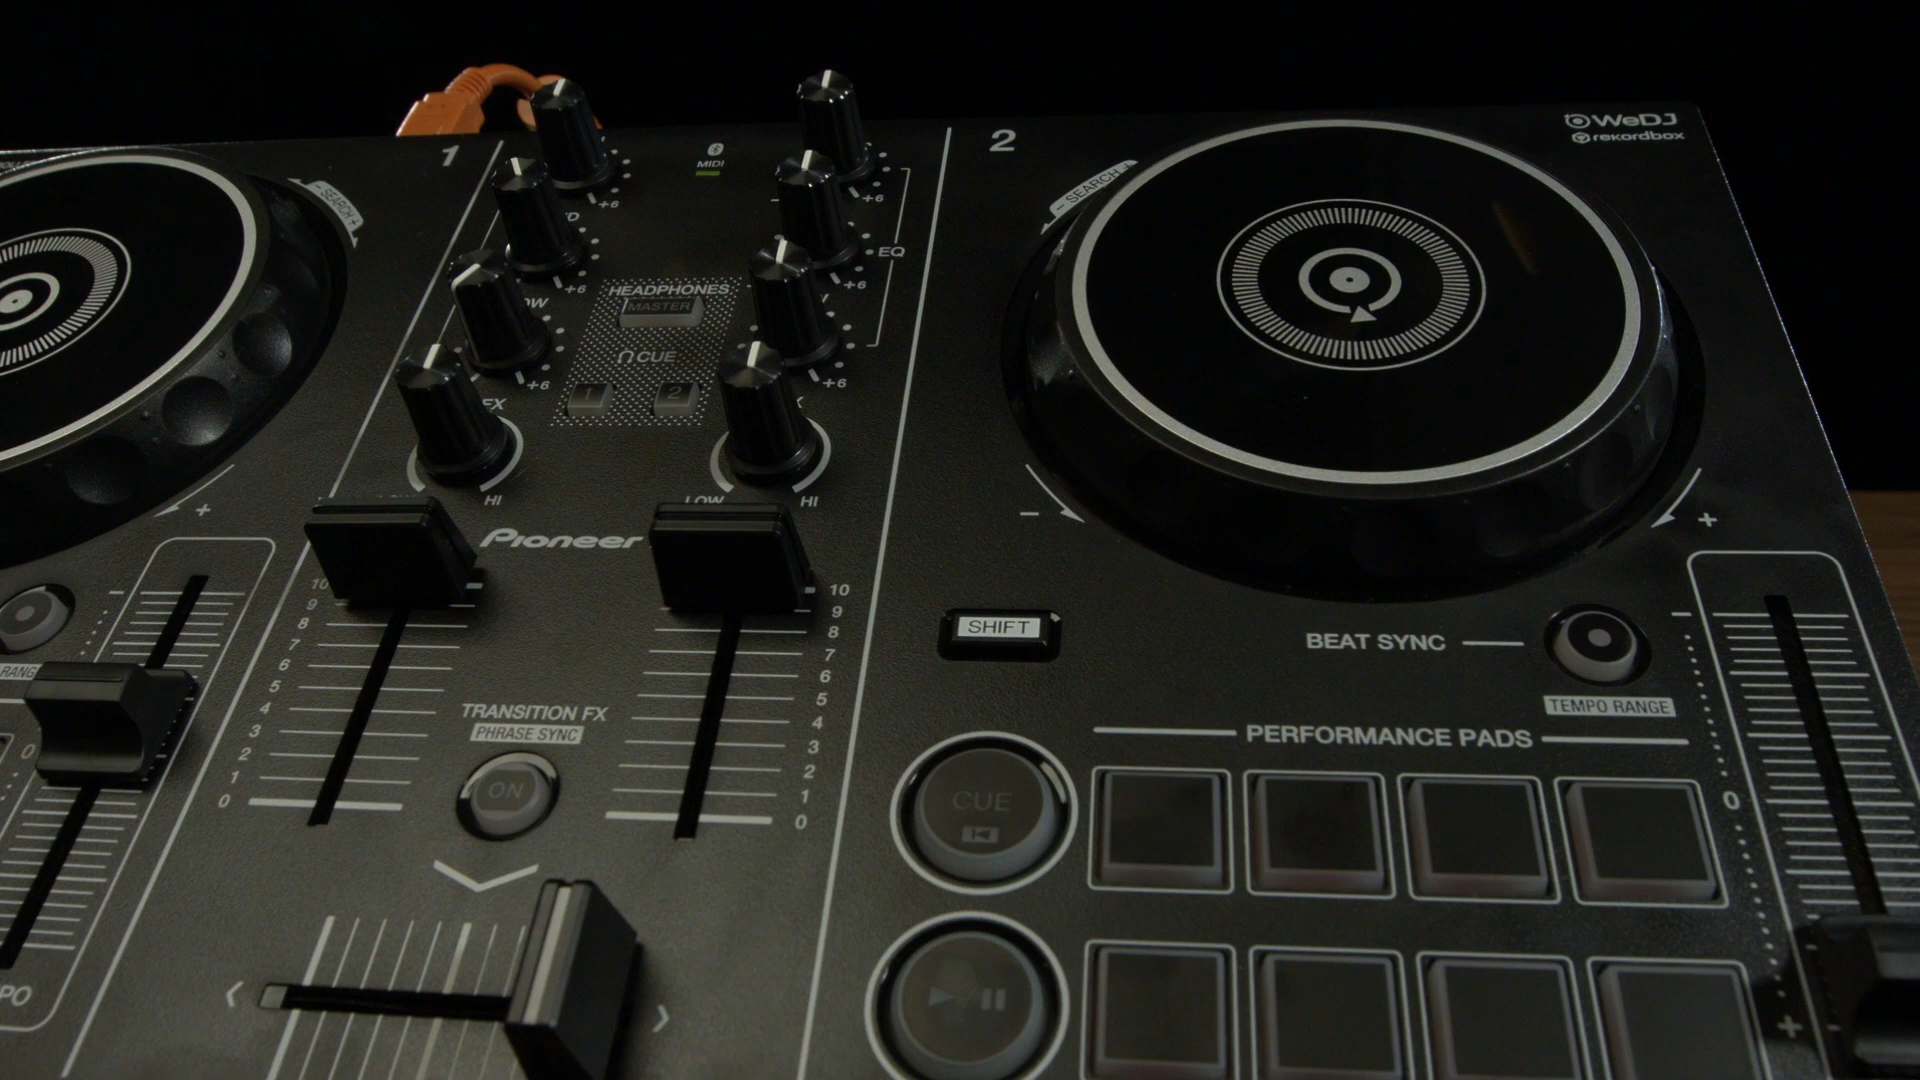 1
MIDI
2
WeDJ
rekordbox
- SEARCH +
- SEARCH +
+6
+6
EQ
+6
+6
HEADPHONES
MASTER
CUE
+6
+6
1
2
HI
LOW
HI
+
-
+
Pioneer
10
9
8
7
6
5
4
3
2
1
0
10
9
8
7
6
5
4
3
2
1
0
SHIFT
BEAT SYNC
TEMPO RANGE
TRANSITION FX
PHRASE SYNC
ON
PERFORMANCE PADS
CUE
0
0
+